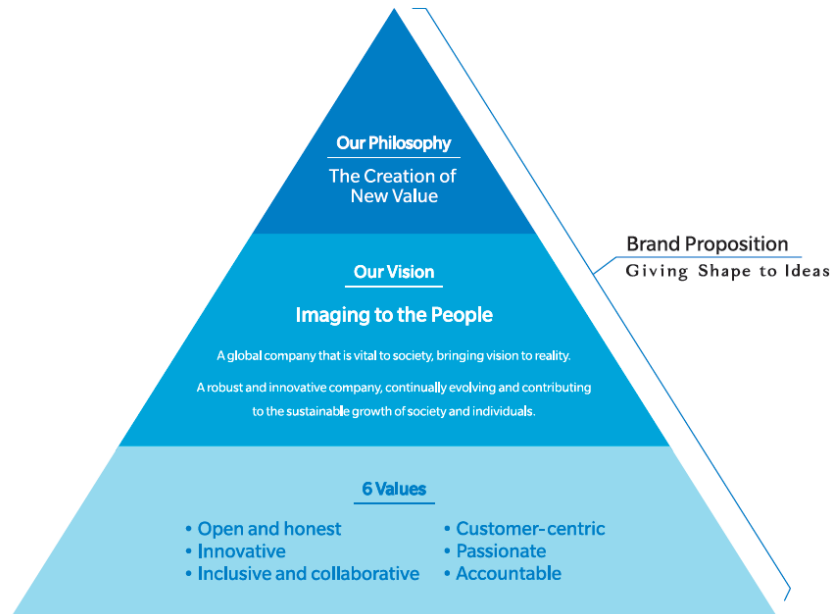 Our Philosophy
The Creation of
New Value
Our Vision
Imaging to the People
A global company that is vital to society, bringing vision to reality.
A robust and innovative company, continually evolving and contributing
to the sustainable growth of society and individuals.
6 Values
• Open and honest
• Innovative
• Inclusive and collaborative
• Customer-centric
• Passionate
• Accountable
Brand Proposition
Giving Shape to Ideas